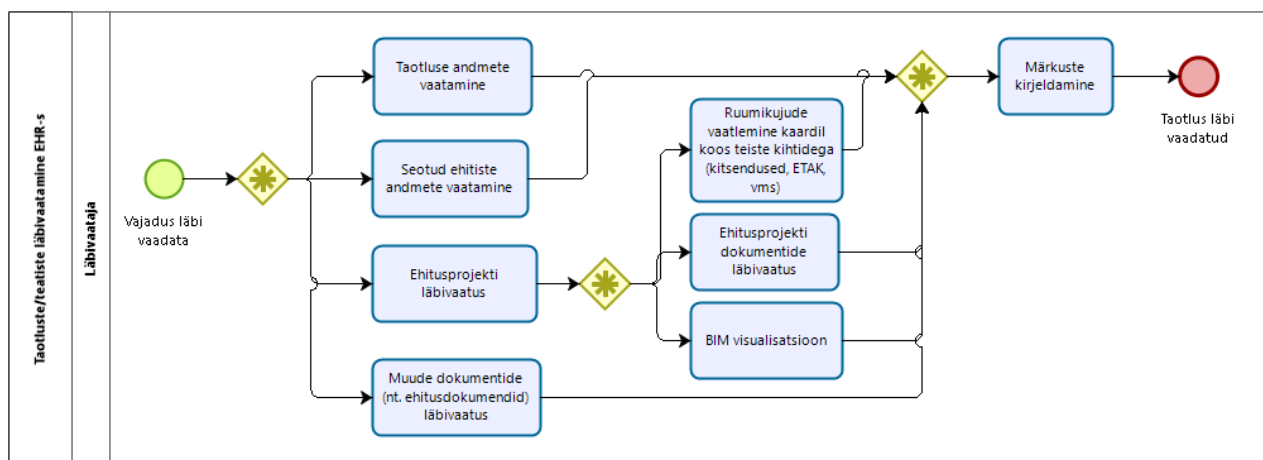 Taotluste/teatiste läbivaatamine EHR-s
Läbivaataja
Vajadus läbi
vaadata
Taotluse andmete
vaatamine
Seotud ehitiste
andmete vaatamine
Ehitusprojekti
läbivaatus
Muude dokumentide
(nt. ehitusdokumendid)
läbivaatus
Ruumikujude
vaatlemine kaardil
koos teiste kihtidega
(kitsendused, ETAK,
vms)
Ehitusprojekti
dokumentide
läbivaatus
BIM visualisatsioon
Märkuste
kirjeldamine
Taotlus läbi
vaadatud